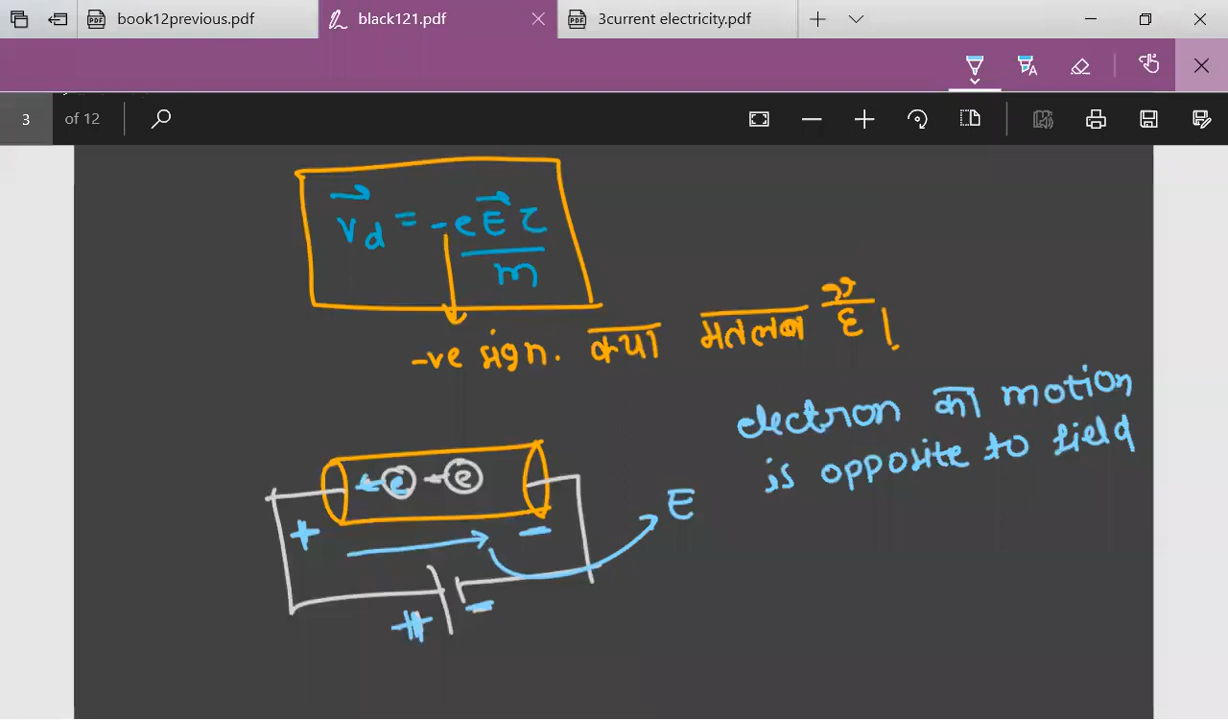 book12previous.pdf
black121.pdf
3current electricity.pdf
3 of 12
v⃗d = -eE⃗τ
m
-ve sign. क्या मतलब है।
electron का motion
is opposite to field
e e
+ -
E
+ -